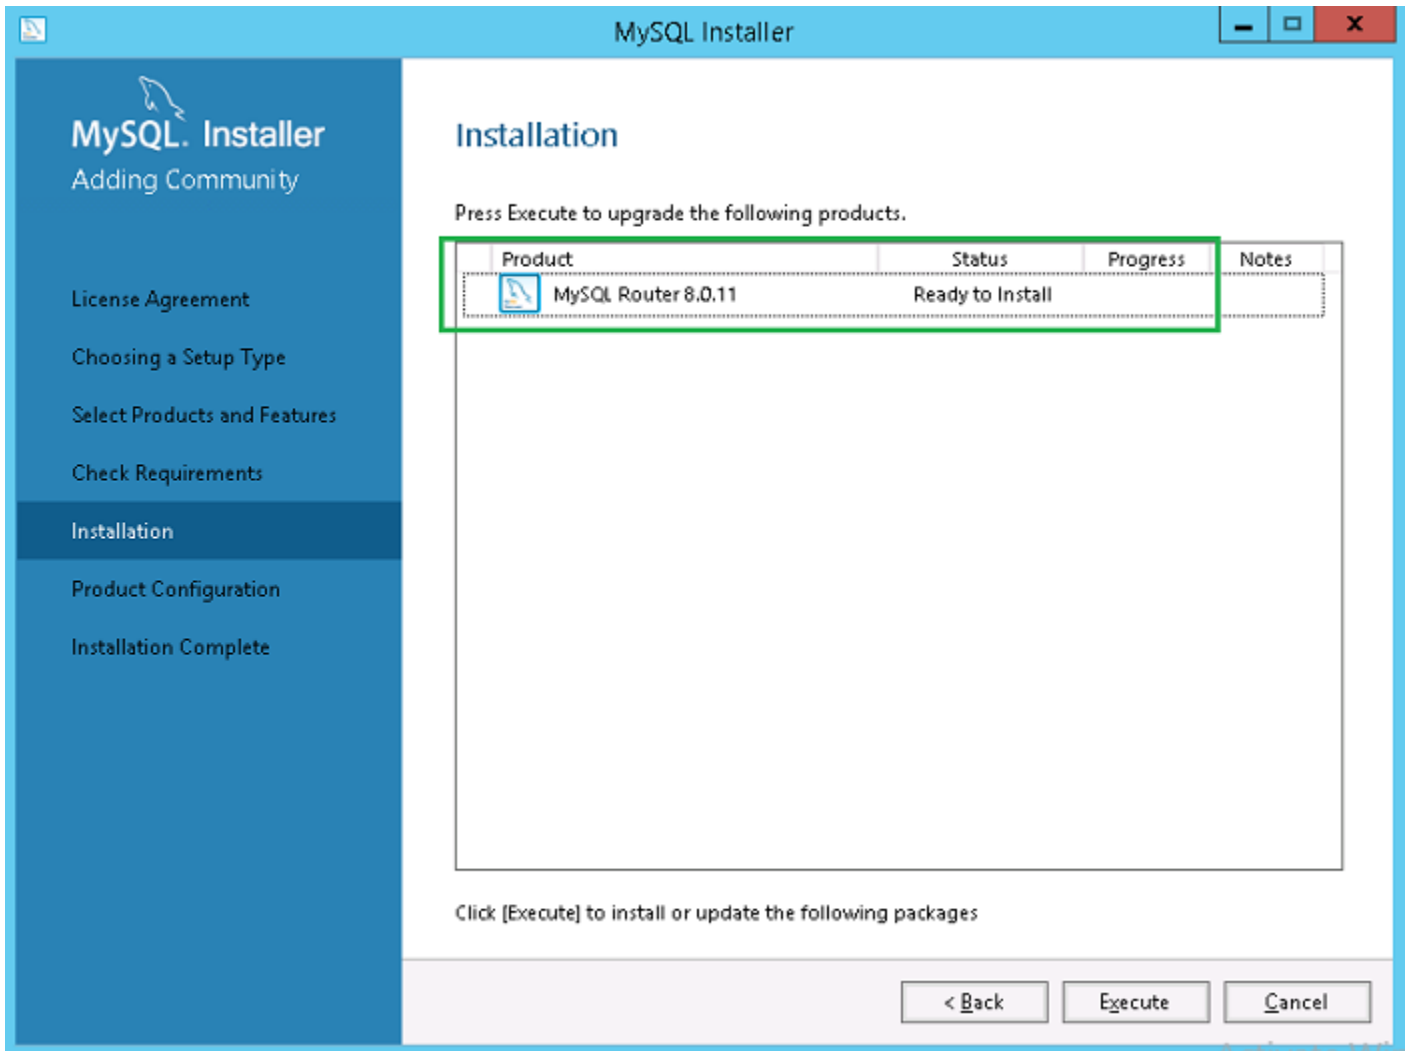 MySQL Installer
MySQL. Installer
Adding Community
License Agreement
Choosing a Setup Type
Select Products and Features
Check Requirements
Installation
Product Configuration
Installation Complete
Installation
Press Execute to upgrade the following products.
Product Status Progress Notes
MySQL Router 8.0.11 Ready to Install
Click [Execute] to install or update the following packages
< Back Execute Cancel